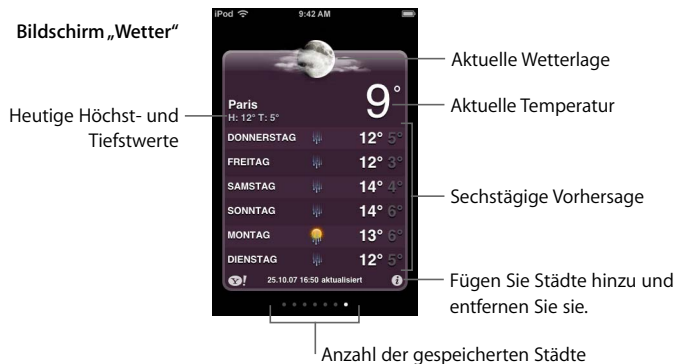 Bildschirm „Wetter“
iPod 9:42 AM
Aktuelle Wetterlage
Paris
H: 12° T: 5°
9°
Aktuelle Temperatur
Heutige Höchst- und
Tiefstwerte
DONNERSTAG 12° 5°
FREITAG 12° 3°
SAMSTAG 14° 4°
SONNTAG 14° 6°
MONTAG 13° 6°
DIENSTAG 12° 5°
Sechstägige Vorhersage
Y! 25.10.07 16:50 aktualisiert i
Fügen Sie Städte hinzu und
entfernen Sie sie.
Anzahl der gespeicherten Städte